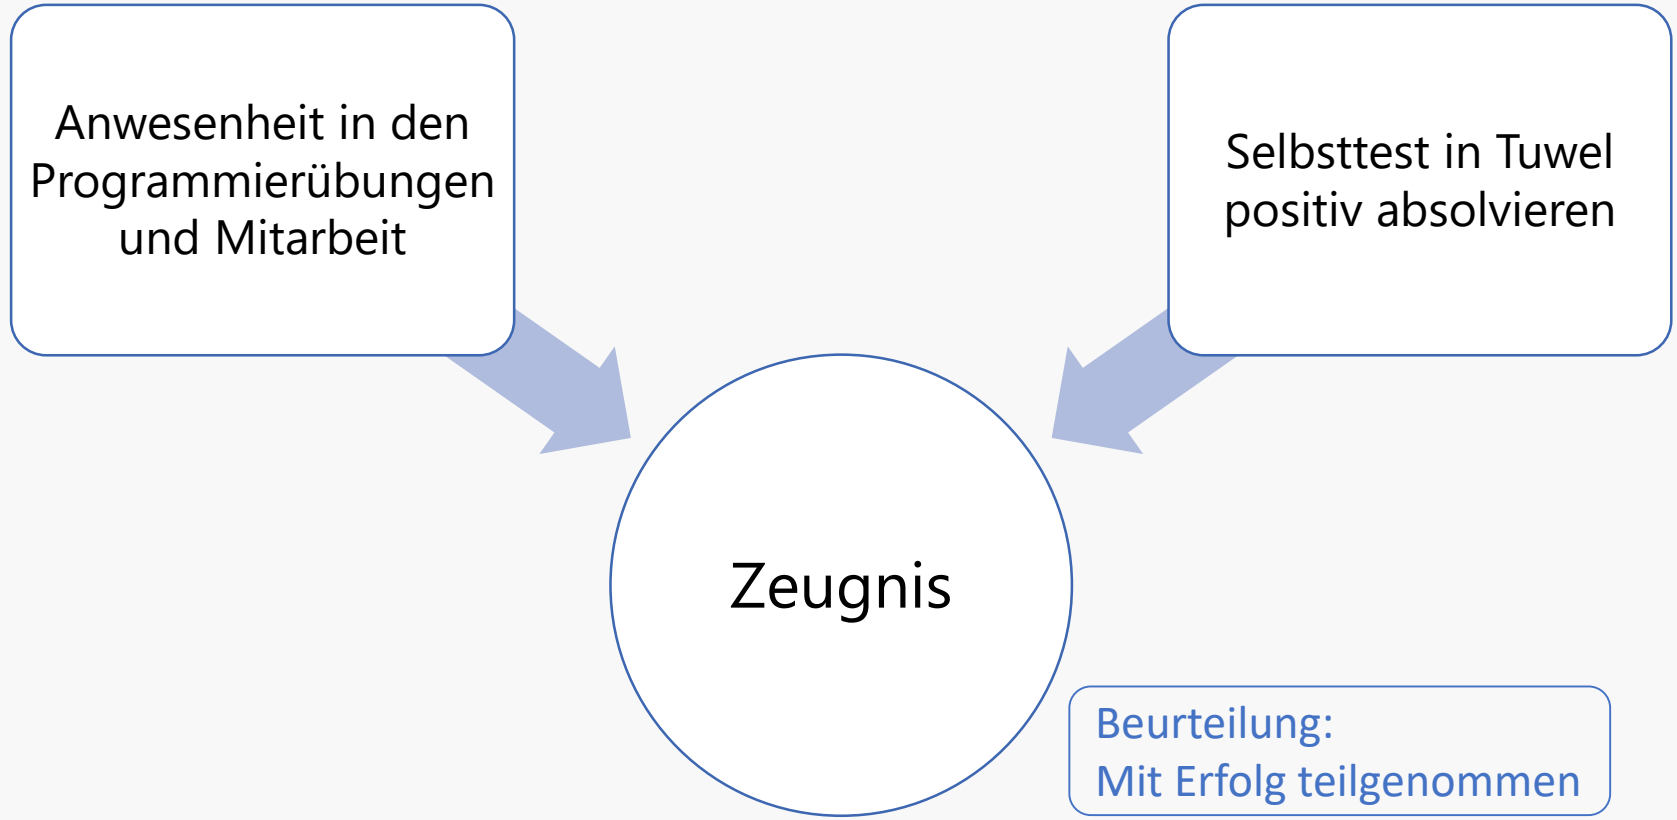 Anwesenheit in den
Programmierübungen
und Mitarbeit
Selbsttest in Tuwel
positiv absolvieren
Zeugnis
Beurteilung:
Mit Erfolg teilgenommen